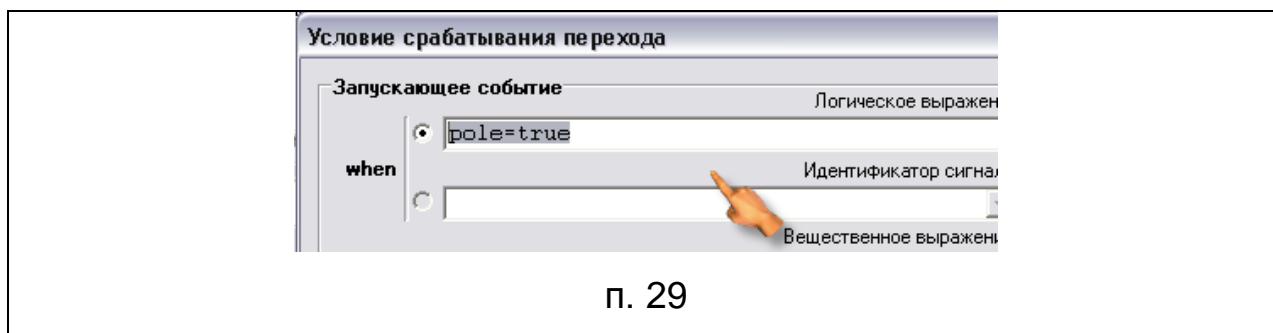 Условие срабатывания перехода
Запускающее событие
Логическое выражен
pole=true
when
Идентификатор сигнал
Вещественное выражени
п. 29